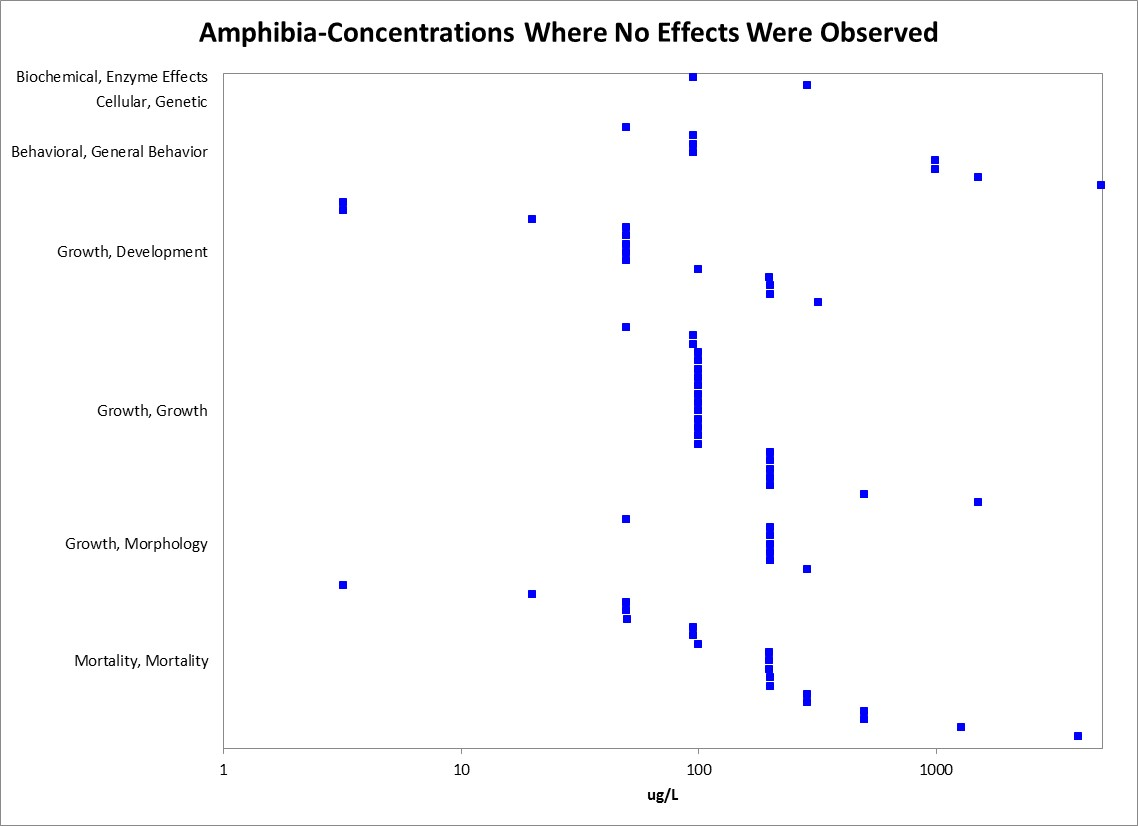 Amphibia-Concentrations Where No Effects Were Observed
Biochemical, Enzyme Effects
Cellular, Genetic
Behavioral, General Behavior
Growth, Development
Growth, Growth
Growth, Morphology
Mortality, Mortality
1 10 100 1000
ug/L